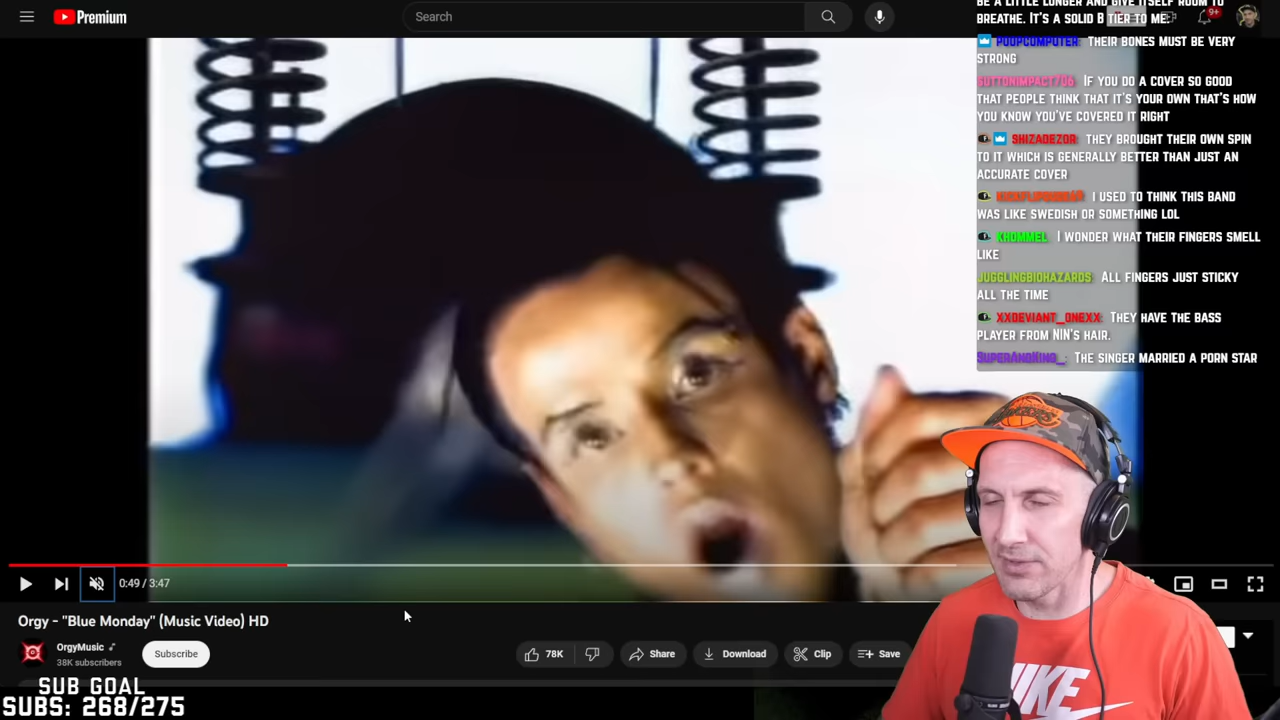 Premium
Search
9+
BE A LITTLE LONGER AND GIVE ITSELF ROOM TO
BREATHE. IT'S A SOLID B TIER TO ME.
POOPCOMPUTER: THEIR BONES MUST BE VERY
STRONG
SUTTONIMPACT706: IF YOU DO A COVER SO GOOD
THAT PEOPLE THINK THAT IT'S YOUR OWN THAT'S HOW
YOU KNOW YOU'VE COVERED IT RIGHT
SHIZADEZOR: THEY BROUGHT THEIR OWN SPIN
TO IT WHICH IS GENERALLY BETTER THAN JUST AN
ACCURATE COVER
I USED TO THINK THIS BAND
WAS LIKE SWEDISH OR SOMETHING LOL
KHOMMEL: I WONDER WHAT THEIR FINGERS SMELL
LIKE
JUGGLINGBIOHAZARDS: ALL FINGERS JUST STICKY
ALL THE TIME
XXDEVIANT_ONEXX: THEY HAVE THE BASS
PLAYER FROM NIN'S HAIR.
SUPERANDKING_: THE SINGER MARRIED A PORN STAR
0:49 / 3:47
Orgy - "Blue Monday" (Music Video) HD
OrgyMusic
38K subscribers
Subscribe
78K
Share
Download
Clip
Save
SUB GOAL
SUBS: 268/275
NIKE